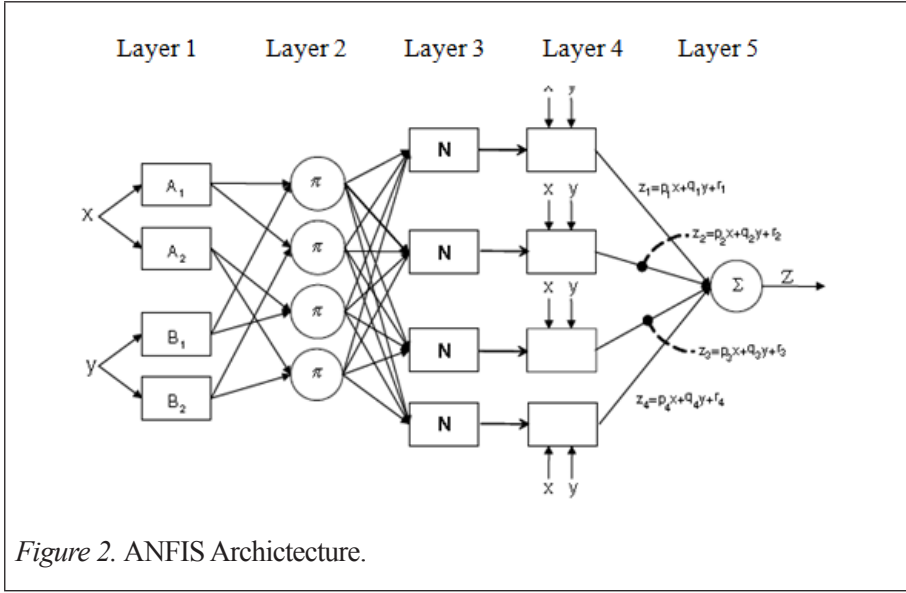 Layer 1 Layer 2 Layer 3 Layer 4 Layer 5
y
N
A₁
π
x y
z₁=p₁x+q₁y+r₁
x
π
N
z₂=p₂x+q₂y+r₂
A₂
x y
Σ Z
π
B₁
N
z₃=p₃x+q₃y+r₃
y
π
B₂
z₄=p₄x+q₄y+r₄
N
x y
Figure 2. ANFIS Archictecture.